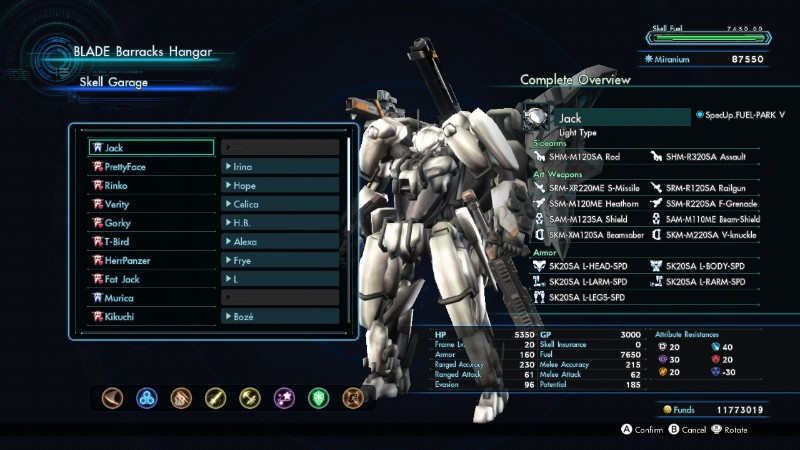 BLADE Barracks Hangar
Skell Garage
Skell Fuel 7650.00
Miranium 87550
Complete Overview
Jack
PrettyFace Irina
Rinko Hope
Verity Celica
Gorky H.B.
T-Bird Alexa
HerrPanzer Frye
Fat Jack L
Murica
Kikuchi Bozé
Jack SpecUp.FUEL-PARK V
Light Type
Sidearms
SHM-M120SA Rod SHM-R320SA Assault
Art Weapons
SRM-XR220ME S-Missile SRM-R120SA Railgun
SSM-M120ME Heathorn SSM-R220SA F-Grenade
SAM-M123SA Shield SAM-M110ME Beam-Shield
SKM-XM120SA Beamsaber SKM-M220SA V-knuckle
Armor
SK20SA L-HEAD-SPD SK20SA L-BODY-SPD
SK20SA L-LARM-SPD SK20SA L-RARM-SPD
SK20SA L-LEGS-SPD
HP 5350 GP 3000 Attribute Resistances
Frame Lv. 20 Skell Insurance 0 20 40
Armor 160 Fuel 7650 30 20
Ranged Accuracy 230 Melee Accuracy 215 20 -30
Ranged Attack 61 Melee Attack 62
Evasion 96 Potential 185
Funds 11773019
A Confirm B Cancel R Rotate